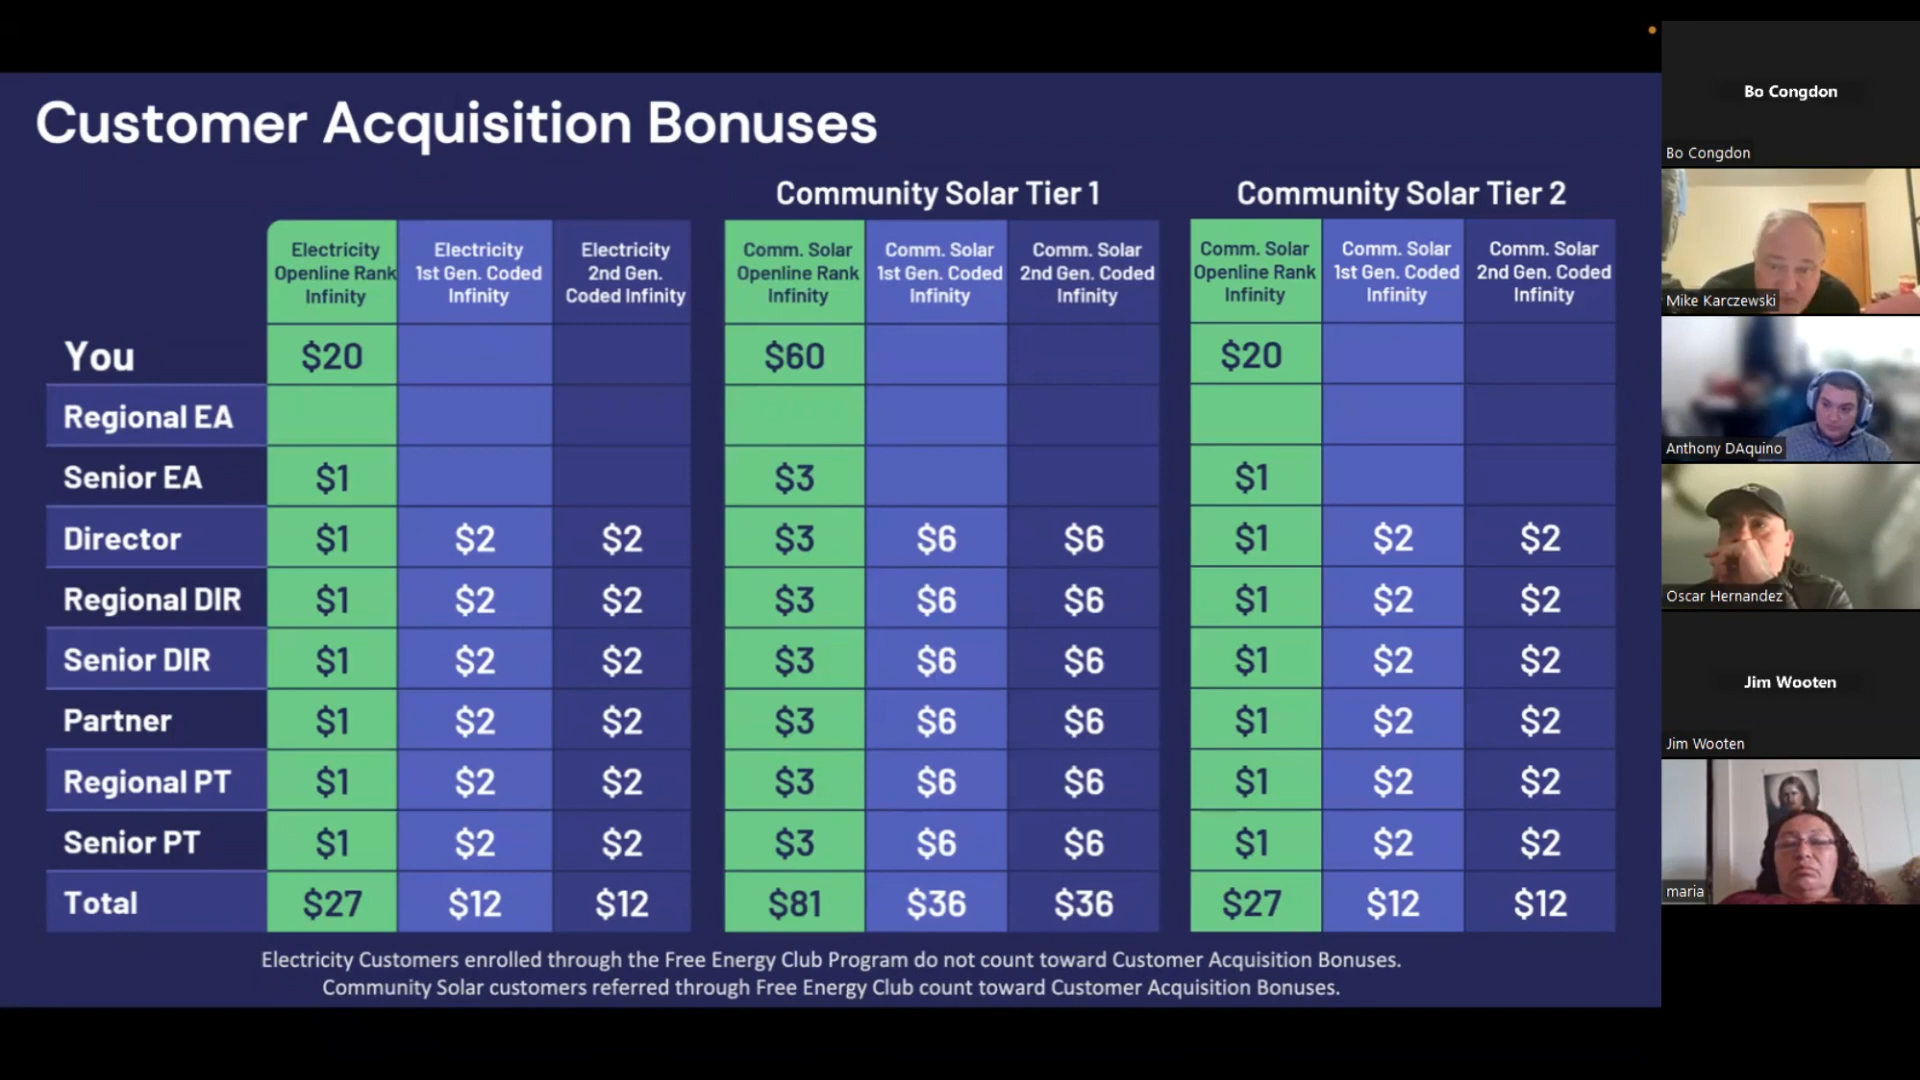 Customer Acquisition Bonuses
Community Solar Tier 1
Community Solar Tier 2
Electricity Openline Rank Infinity
Electricity 1st Gen. Coded Infinity
Electricity 2nd Gen. Coded Infinity
Comm. Solar Openline Rank Infinity
Comm. Solar 1st Gen. Coded Infinity
Comm. Solar 2nd Gen. Coded Infinity
Comm. Solar Openline Rank Infinity
Comm. Solar 1st Gen. Coded Infinity
Comm. Solar 2nd Gen. Coded Infinity
You $20 $60 $20
Regional EA
Senior EA $1 $3 $1
Director $1 $2 $2 $3 $6 $6 $1 $2 $2
Regional DIR $1 $2 $2 $3 $6 $6 $1 $2 $2
Senior DIR $1 $2 $2 $3 $6 $6 $1 $2 $2
Partner $1 $2 $2 $3 $6 $6 $1 $2 $2
Regional PT $1 $2 $2 $3 $6 $6 $1 $2 $2
Senior PT $1 $2 $2 $3 $6 $6 $1 $2 $2
Total $27 $12 $12 $81 $36 $36 $27 $12 $12
Electricity Customers enrolled through the Free Energy Club Program do not count toward Customer Acquisition Bonuses.
Community Solar customers referred through Free Energy Club count toward Customer Acquisition Bonuses.
Bo Congdon
Bo Congdon
Mike Karczewski
Anthony DAquino
Oscar Hernandez
Jim Wooten
Jim Wooten
maria